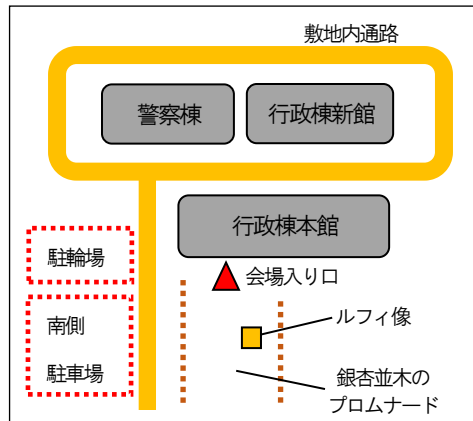 敷地内通路
警察棟
行政棟新館
行政棟本館
駐輪場
会場入り口
南側
駐車場
ルフィ像
銀杏並木の
プロムナード